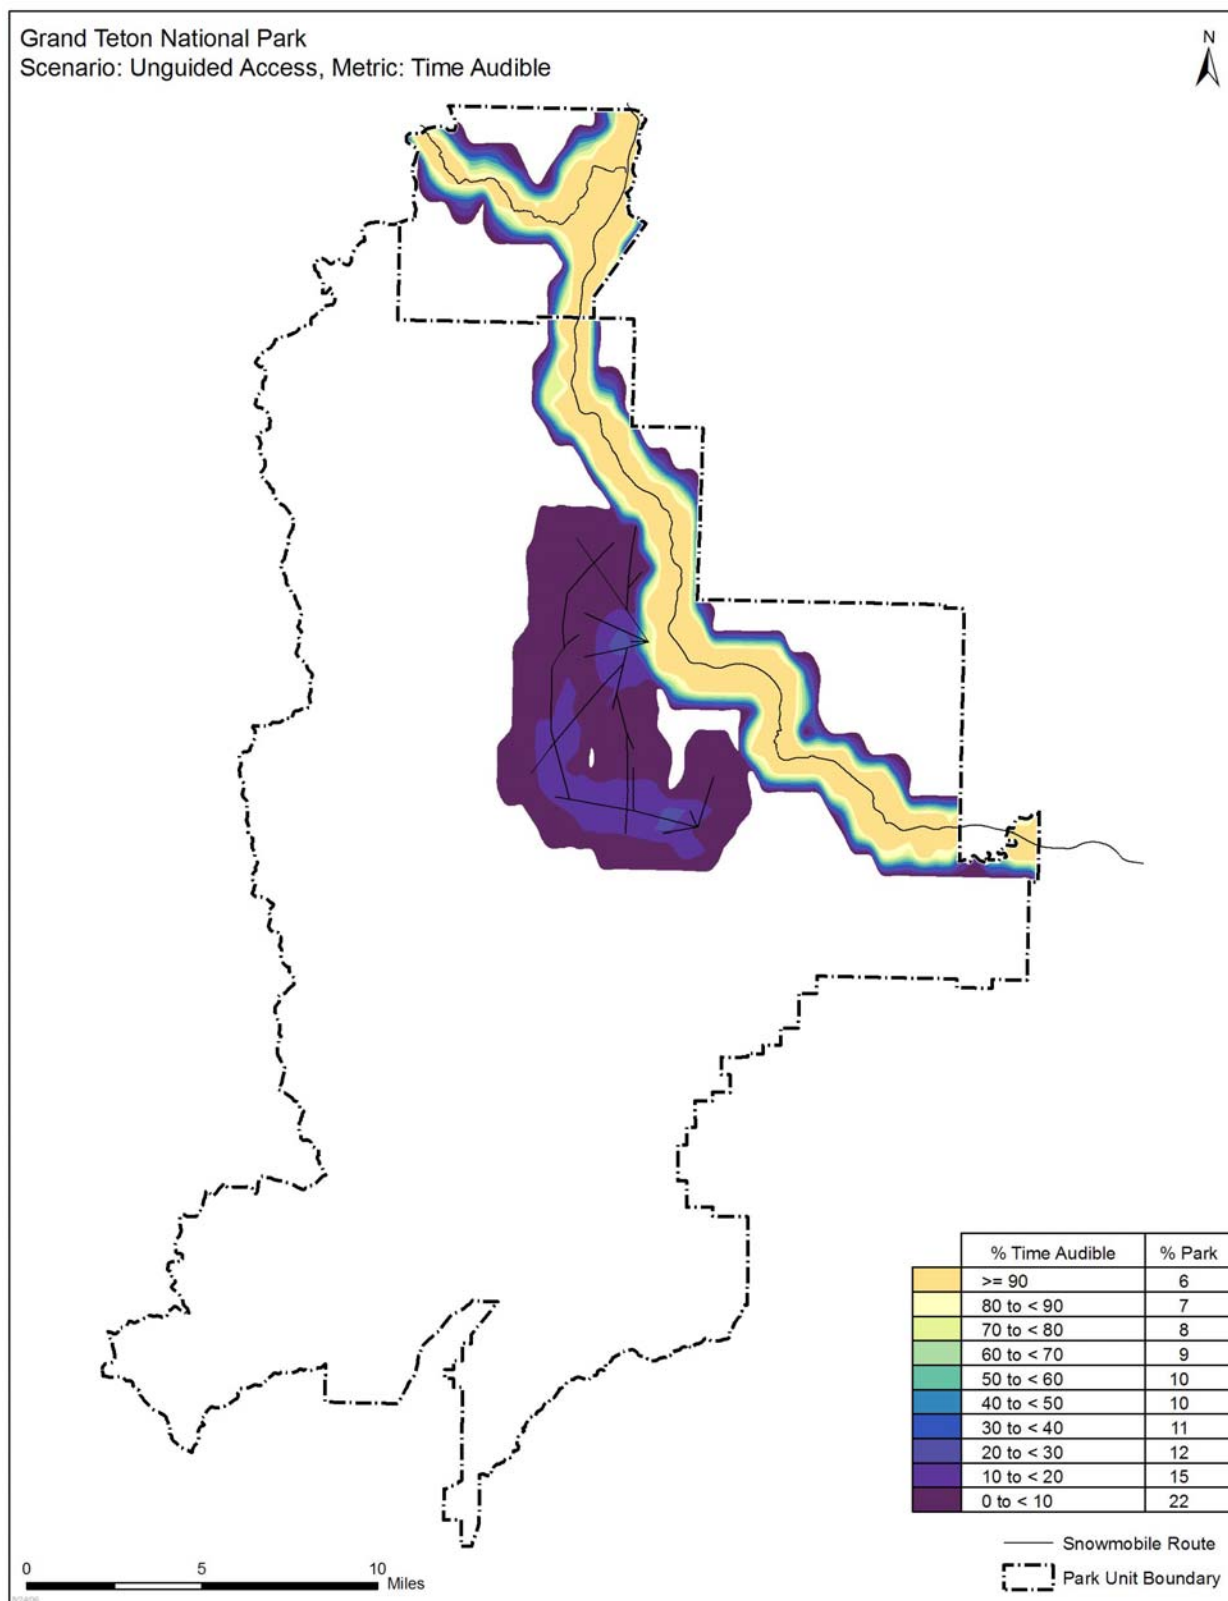 Grand Teton National Park
Scenario: Unguided Access, Metric: Time Audible
N
% Time Audible % Park
>= 90 6
80 to < 90 7
70 to < 80 8
60 to < 70 9
50 to < 60 10
40 to < 50 10
30 to < 40 11
20 to < 30 12
10 to < 20 15
0 to < 10 22
Snowmobile Route
Park Unit Boundary
0 5 10
Miles